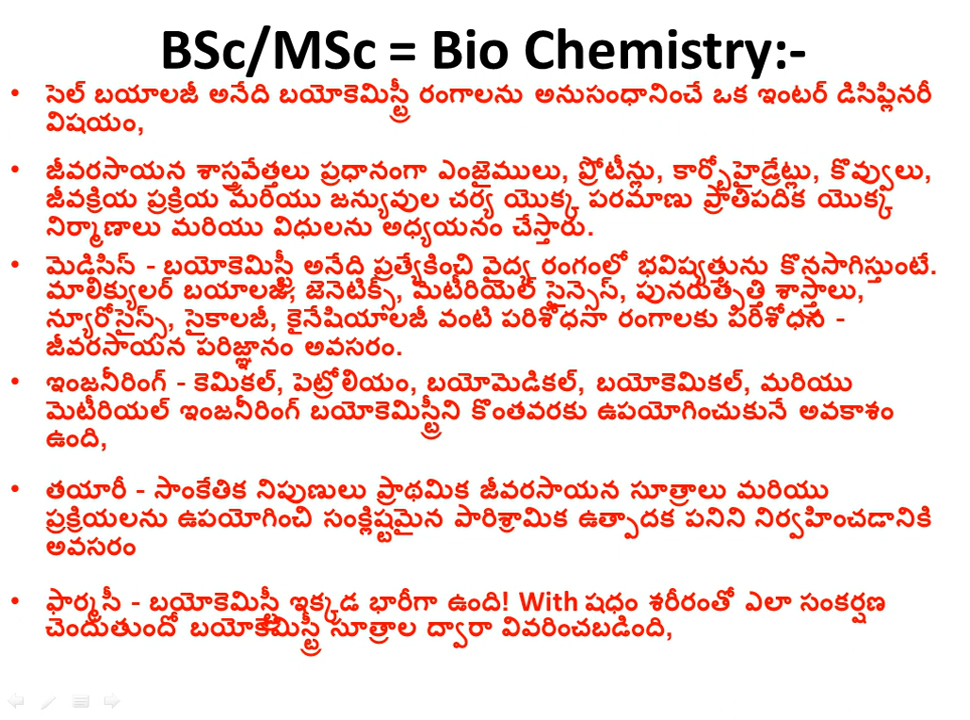 BSc/MSc = Bio Chemistry:-
• సెల్ బయాలజీ అనేది బయోకెమిస్ట్రీ రంగాలను అనుసంధానించే ఒక ఇంటర్ డిసిప్లినరీ
విషయం,
• జీవరసాయన శాస్త్రవేత్తలు ప్రధానంగా ఎంజైములు, ప్రోటీన్లు, కార్బోహైడ్రేట్లు, కొవ్వులు,
జీవక్రియ ప్రక్రియ మరియు జన్యువుల చర్య యొక్క పరమాణు ప్రాతిపదిక యొక్క
నిర్మాణాలు మరియు విధులను అధ్యయనం చేస్తారు.
• మెడిసిస్ - బయోకెమిస్ట్రీ అనేది ప్రత్యేకించి వైద్య రంగంలో భవిష్యత్తును కొనసాగిస్తుంటే.
మాలిక్యులర్ బయాలజీ, జెనెటిక్స్, మెటీరియల్ సైన్సెస్, పునరుత్పత్తి శాస్త్రాలు,
న్యూరోసైన్స్, సైకాలజీ, కైనేషియాలజీ వంటి పరిశోధనా రంగాలకు పరిశోధన -
జీవరసాయన పరిజ్ఞానం అవసరం.
• ఇంజనీరింగ్ - కెమికల్, పెట్రోలియం, బయోమెడికల్, బయోకెమికల్, మరియు
మెటీరియల్ ఇంజనీరింగ్ బయోకెమిస్ట్రీని కొంతవరకు ఉపయోగించుకునే అవకాశం
ఉంది,
• తయారీ - సాంకేతిక నిపుణులు ప్రాథమిక జీవరసాయన సూత్రాలు మరియు
ప్రక్రియలను ఉపయోగించి సంక్లిష్టమైన పారిశ్రామిక ఉత్పాదక పనిని నిర్వహించడానికి
అవసరం
• ఫార్మసీ - బయోకెమిస్ట్రీ ఇక్కడ భారీగా ఉంది! With షధం శరీరంతో ఎలా సంకర్షణ
చెందుతుందో బయోకెమిస్ట్రీ సూత్రాల ద్వారా వివరించబడింది,